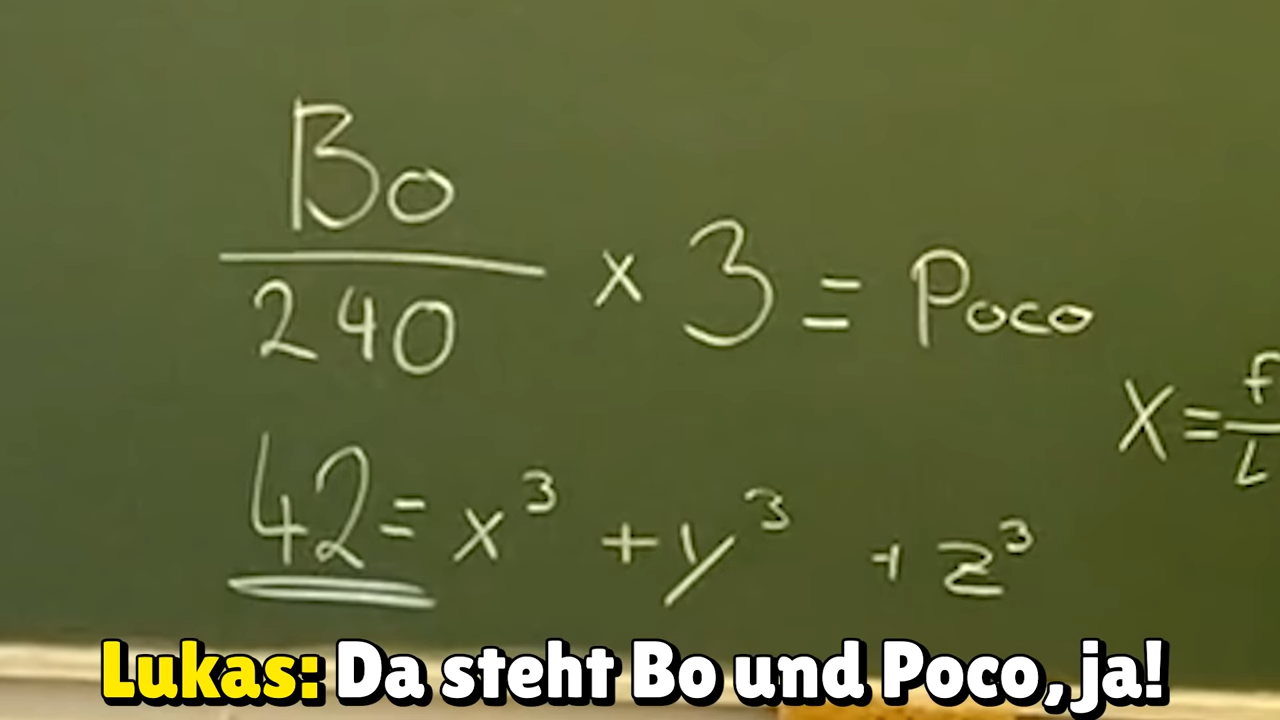 Bo
240
× 3 = Poco
X =
42 = x³ + y³ + z³
Lukas: Da steht Bo und Poco, ja!